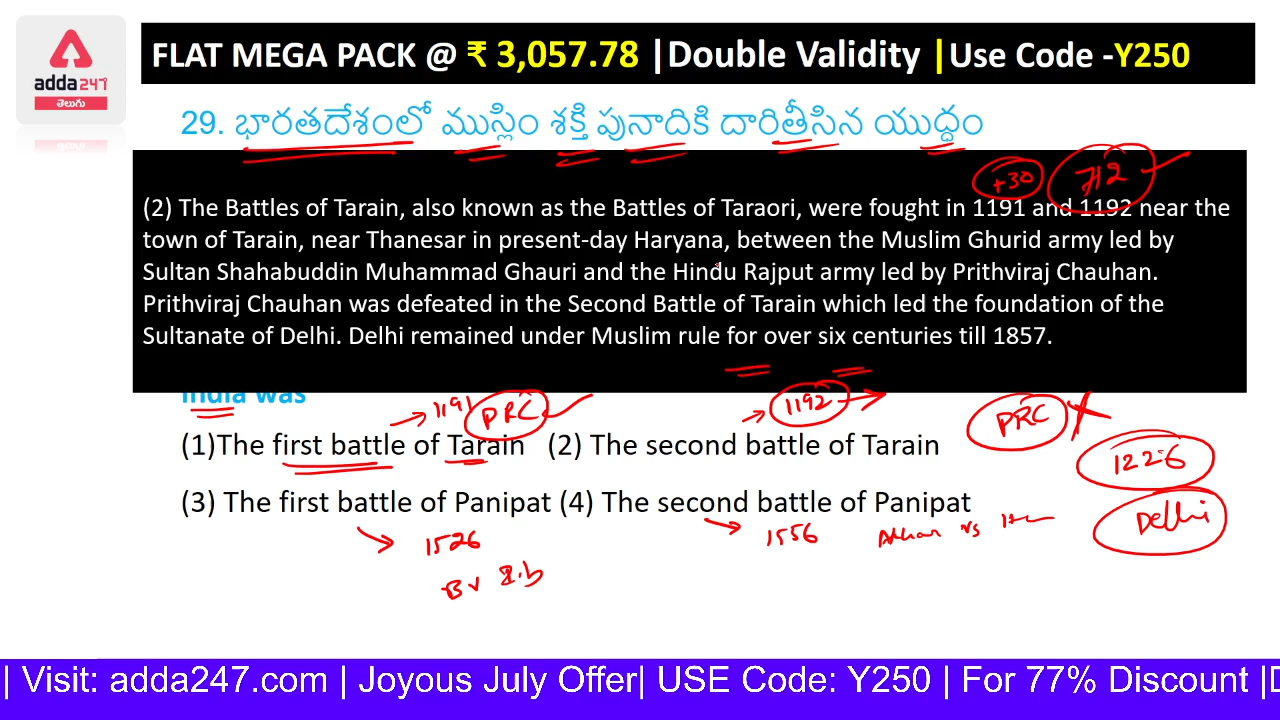 FLAT MEGA PACK @ ₹ 3,057.78 |Double Validity |Use Code -Y250
adda247
తెలుగు
29. భారతదేశంలో ముస్లిం శక్తి పునాదికి దారితీసిన యుద్ధం
+30 712
(2) The Battles of Tarain, also known as the Battles of Taraori, were fought in 1191 and 1192 near the
town of Tarain, near Thanesar in present-day Haryana, between the Muslim Ghurid army led by
Sultan Shahabuddin Muhammad Ghauri and the Hindu Rajput army led by Prithviraj Chauhan.
Prithviraj Chauhan was defeated in the Second Battle of Tarain which led the foundation of the
Sultanate of Delhi. Delhi remained under Muslim rule for over six centuries till 1857.
India was
1191 PRC 1192 PRC
(1)The first battle of Tarain (2) The second battle of Tarain
1226
(3) The first battle of Panipat (4) The second battle of Panipat
Delhi
1526 1556 vs
| Visit: adda247.com | Joyous July Offer| USE Code: Y250 | For 77% Discount |D